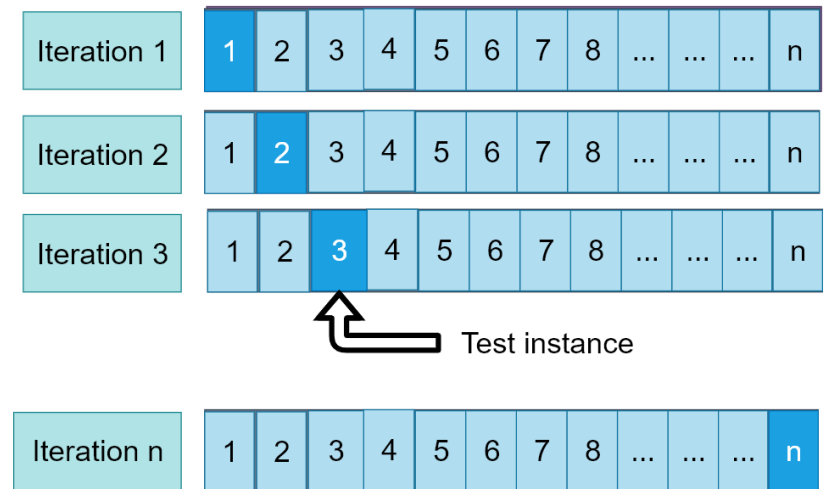 Iteration 1 1 2 3 4 5 6 7 8 ... ... ... n
Iteration 2 1 2 3 4 5 6 7 8 ... ... ... n
Iteration 3 1 2 3 4 5 6 7 8 ... ... ... n
Test instance
Iteration n 1 2 3 4 5 6 7 8 ... ... ... n